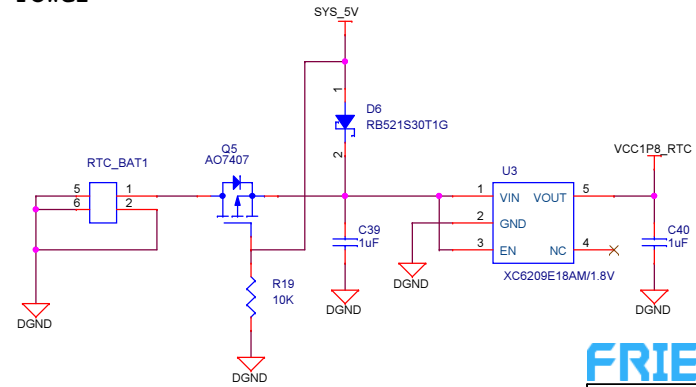 SYS_5V
1
D6
RB521S30T1G
2
Q5
AO7407
RTC_BAT1
5
6
1
2
VCC1P8_RTC
U3
1
VIN
VOUT
5
2
GND
3
EN
NC
4
XC6209E18AM/1.8V
C39
1uF
C40
1uF
R19
10K
DGND
DGND
DGND
DGND
DGND
FRIE